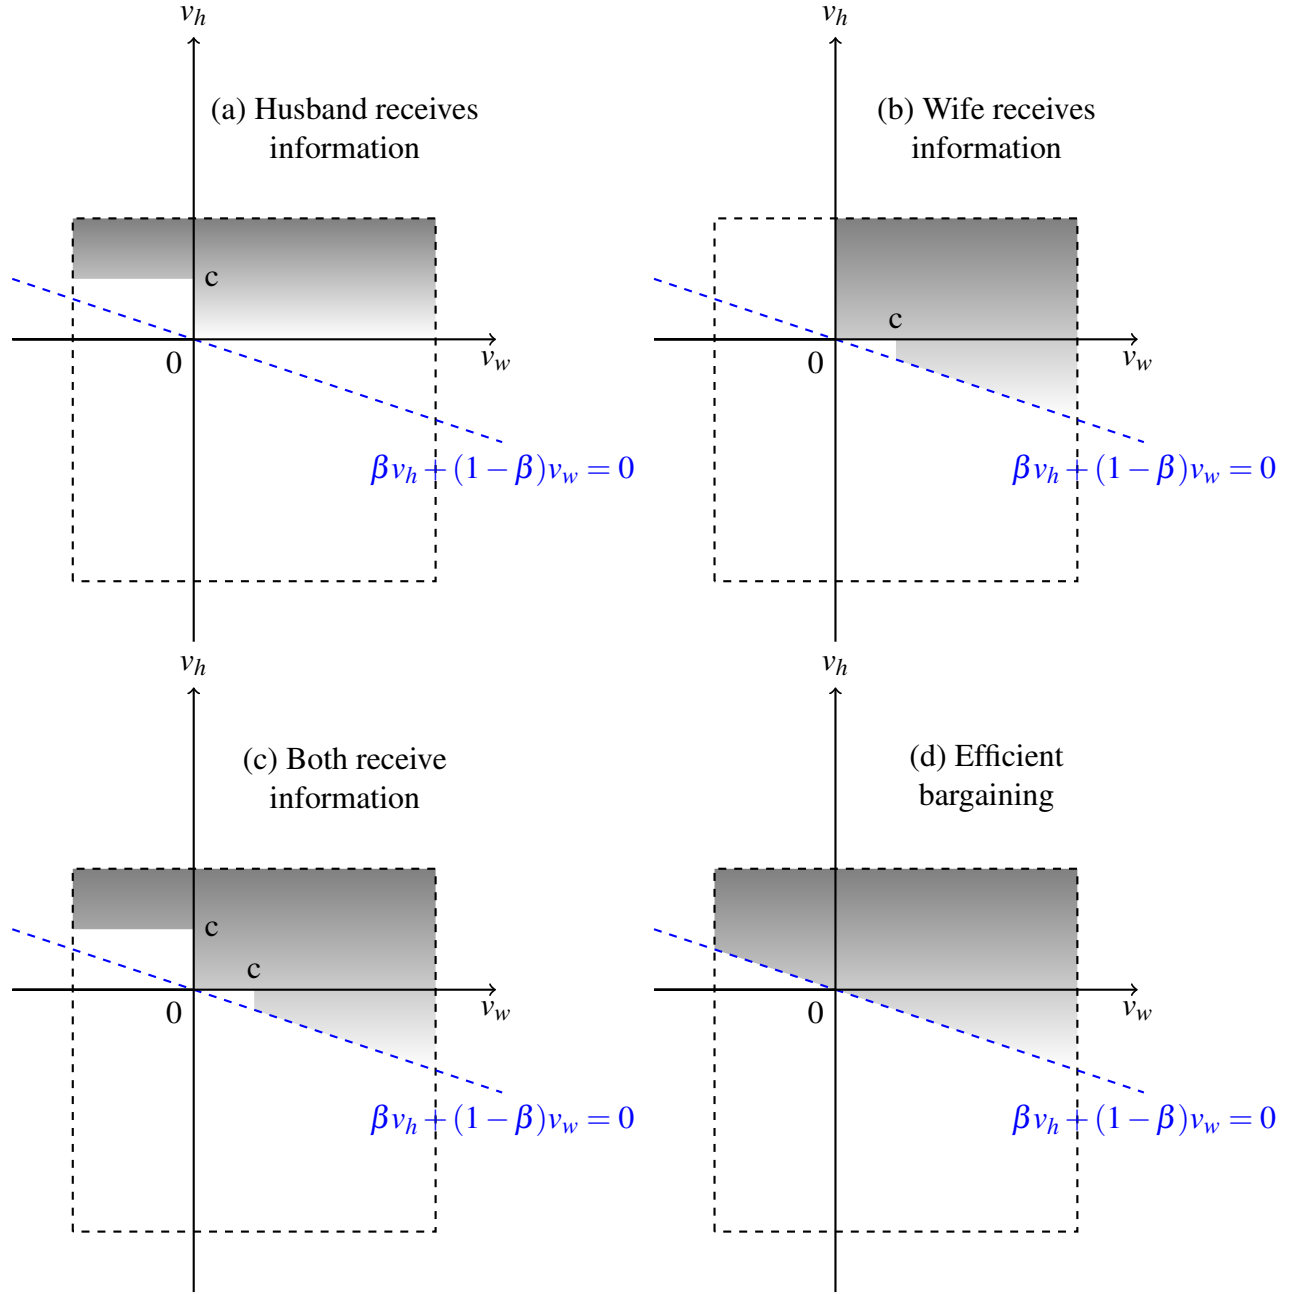 v_h
(a) Husband receives
information
c
0
v_w
βv_h + (1 − β)v_w = 0
v_h
(b) Wife receives
information
c
0
v_w
βv_h + (1 − β)v_w = 0
v_h
(c) Both receive
information
c
c
0
v_w
βv_h + (1 − β)v_w = 0
v_h
(d) Efficient
bargaining
0
v_w
βv_h + (1 − β)v_w = 0